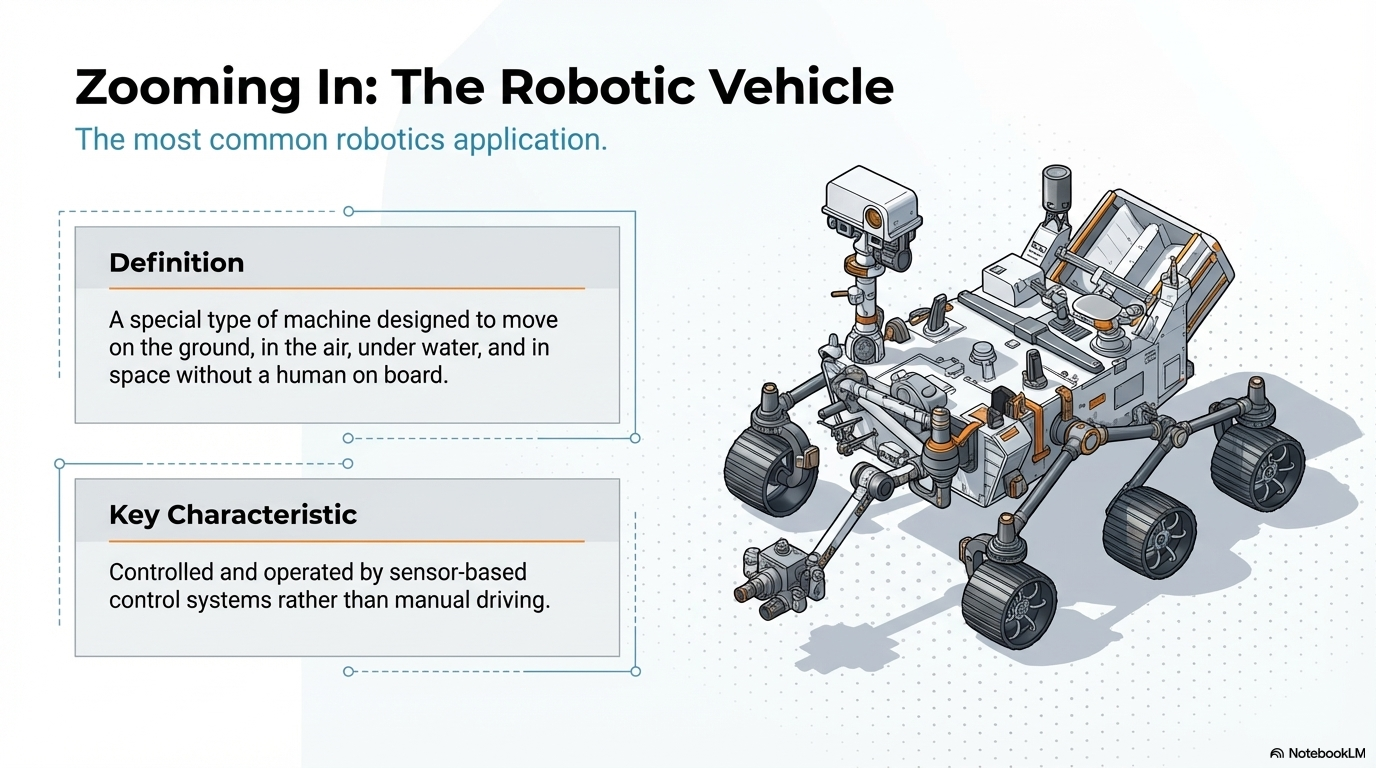 Zooming In: The Robotic Vehicle
The most common robotics application.
Definition
A special type of machine designed to move
on the ground, in the air, under water, and in
space without a human on board.
Key Characteristic
Controlled and operated by sensor-based
control systems rather than manual driving.
NotebookLM